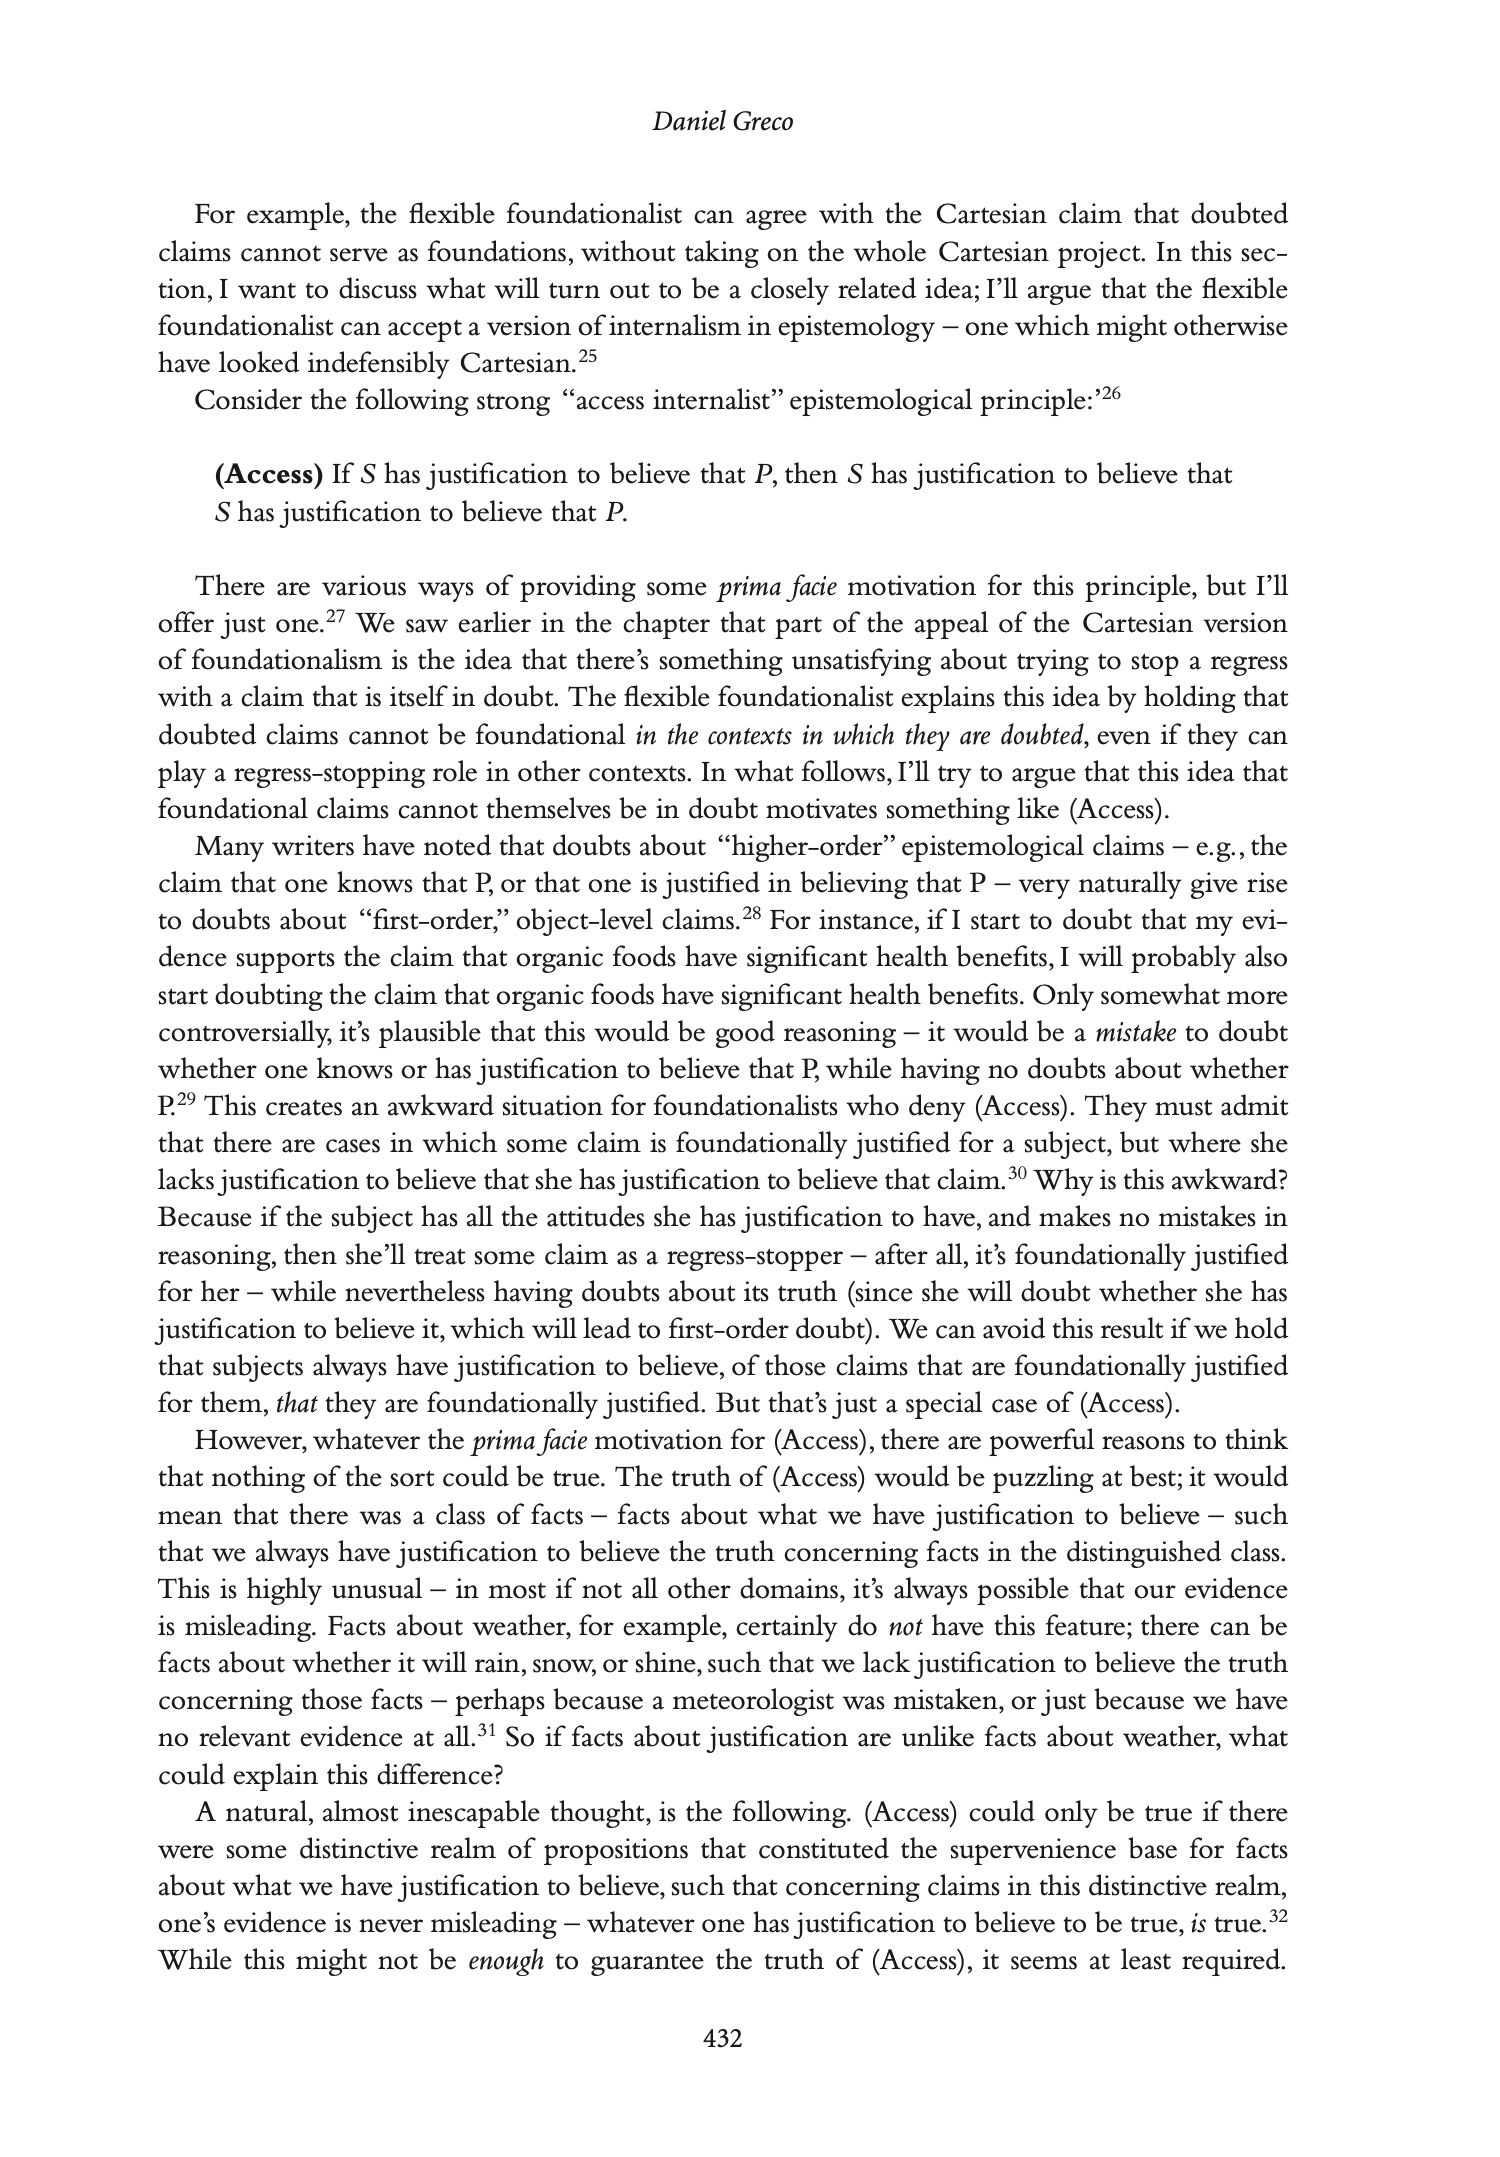 Daniel Greco
For example, the flexible foundationalist can agree with the Cartesian claim that doubted
claims cannot serve as foundations, without taking on the whole Cartesian project. In this sec-
tion, I want to discuss what will turn out to be a closely related idea; I'll argue that the flexible
foundationalist can accept a version of internalism in epistemology – one which might otherwise
have looked indefensibly Cartesian.25
Consider the following strong “access internalist” epistemological principle:’26
(Access) If S has justification to believe that P, then S has justification to believe that
S has justification to believe that P.
There are various ways of providing some prima facie motivation for this principle, but I'll
offer just one.27 We saw earlier in the chapter that part of the appeal of the Cartesian version
of foundationalism is the idea that there's something unsatisfying about trying to stop a regress
with a claim that is itself in doubt. The flexible foundationalist explains this idea by holding that
doubted claims cannot be foundational in the contexts in which they are doubted, even if they can
play a regress-stopping role in other contexts. In what follows, I'll try to argue that this idea that
foundational claims cannot themselves be in doubt motivates something like (Access).
Many writers have noted that doubts about “higher-order” epistemological claims – e.g., the
claim that one knows that P, or that one is justified in believing that P – very naturally give rise
to doubts about “first-order,” object-level claims.28 For instance, if I start to doubt that my evi-
dence supports the claim that organic foods have significant health benefits, I will probably also
start doubting the claim that organic foods have significant health benefits. Only somewhat more
controversially, it's plausible that this would be good reasoning – it would be a mistake to doubt
whether one knows or has justification to believe that P, while having no doubts about whether
P.29 This creates an awkward situation for foundationalists who deny (Access). They must admit
that there are cases in which some claim is foundationally justified for a subject, but where she
lacks justification to believe that she has justification to believe that claim.30 Why is this awkward?
Because if the subject has all the attitudes she has justification to have, and makes no mistakes in
reasoning, then she'll treat some claim as a regress-stopper – after all, it's foundationally justified
for her – while nevertheless having doubts about its truth (since she will doubt whether she has
justification to believe it, which will lead to first-order doubt). We can avoid this result if we hold
that subjects always have justification to believe, of those claims that are foundationally justified
for them, that they are foundationally justified. But that's just a special case of (Access).
However, whatever the prima facie motivation for (Access), there are powerful reasons to think
that nothing of the sort could be true. The truth of (Access) would be puzzling at best; it would
mean that there was a class of facts – facts about what we have justification to believe – such
that we always have justification to believe the truth concerning facts in the distinguished class.
This is highly unusual – in most if not all other domains, it's always possible that our evidence
is misleading. Facts about weather, for example, certainly do not have this feature; there can be
facts about whether it will rain, snow, or shine, such that we lack justification to believe the truth
concerning those facts – perhaps because a meteorologist was mistaken, or just because we have
no relevant evidence at all.31 So if facts about justification are unlike facts about weather, what
could explain this difference?
A natural, almost inescapable thought, is the following. (Access) could only be true if there
were some distinctive realm of propositions that constituted the supervenience base for facts
about what we have justification to believe, such that concerning claims in this distinctive realm,
one's evidence is never misleading – whatever one has justification to believe to be true, is true.32
While this might not be enough to guarantee the truth of (Access), it seems at least required.
432